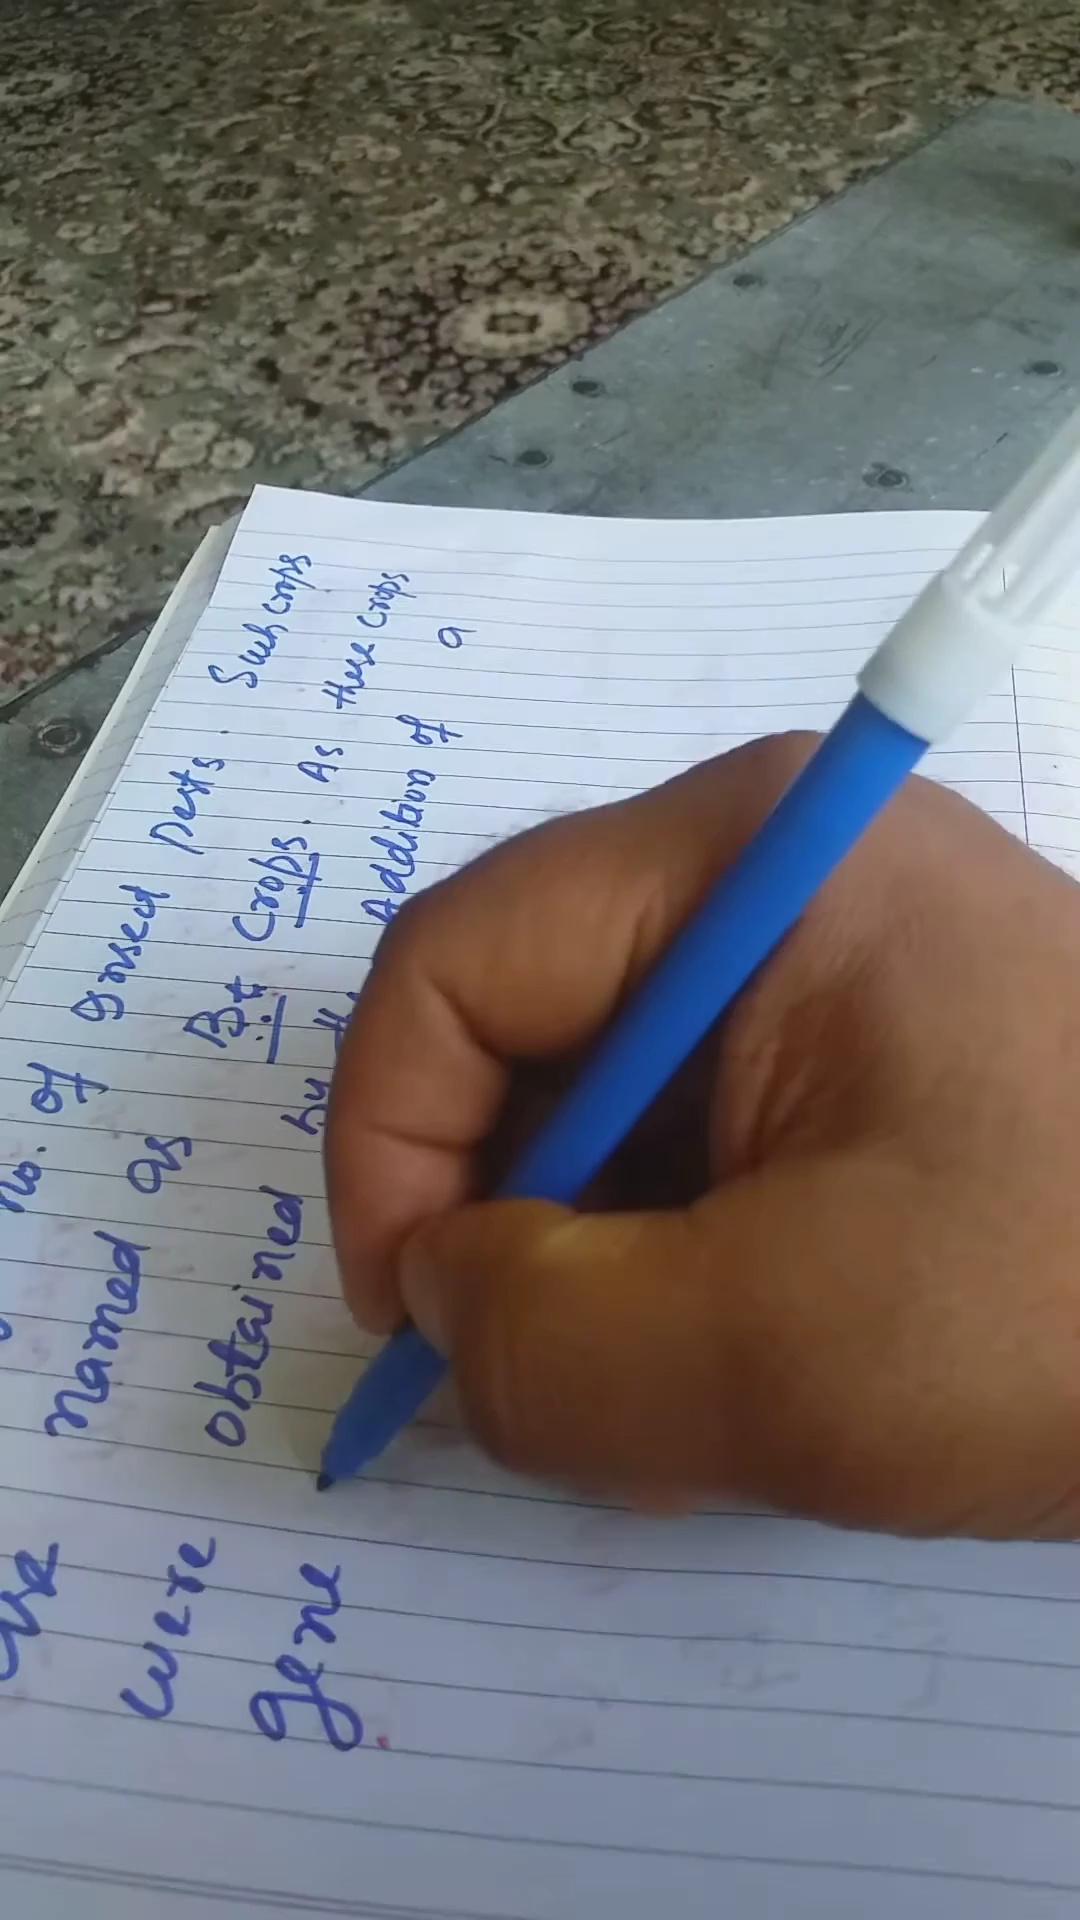 no. of Insect Pests. Such crops
are named as Bt Crops. As these crops
were obtained by the Addition of a
gene